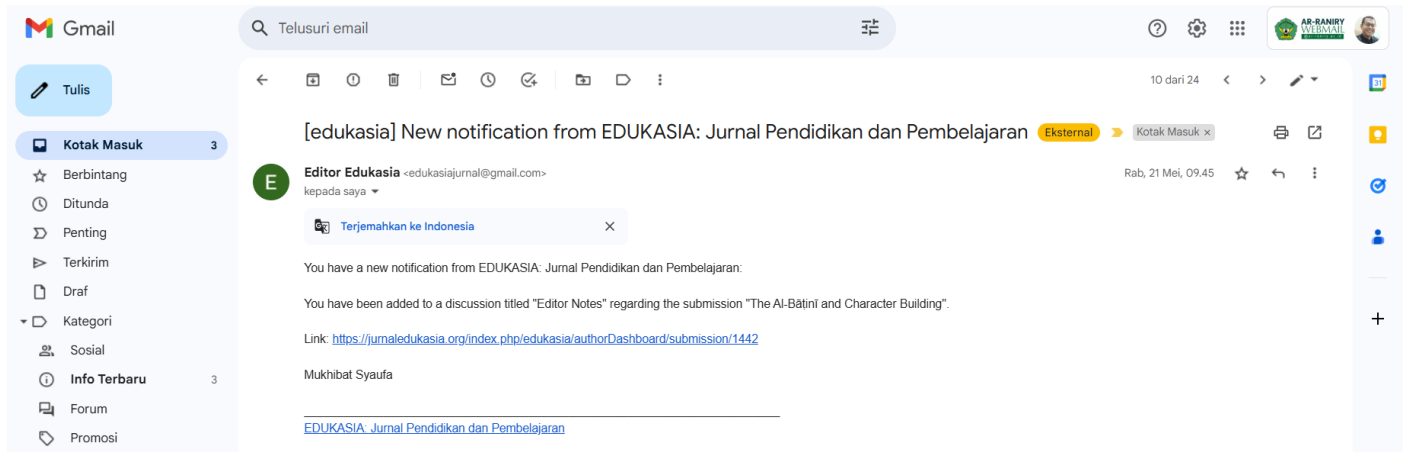 Gmail
Telusuri email
AR-RANIRY
WEBMAIL
Tulis
10 dari 24
31
[edukasia] New notification from EDUKASIA: Jurnal Pendidikan dan Pembelajaran Eksternal Kotak Masuk ×
Kotak Masuk 3
Berbintang
Ditunda
Penting
Terkirim
Draf
Kategori
Sosial
Info Terbaru 3
Forum
Promosi
E
Editor Edukasia <edukasiajurnal@gmail.com>
Rab, 21 Mei, 09.45
kepada saya
Terjemahkan ke Indonesia
You have a new notification from EDUKASIA: Jurnal Pendidikan dan Pembelajaran:
You have been added to a discussion titled "Editor Notes" regarding the submission "The Al-Bāṭinī and Character Building".
Link: https://jurnaledukasia.org/index.php/edukasia/authorDashboard/submission/1442
Mukhibat Syaufa
EDUKASIA: Jurnal Pendidikan dan Pembelajaran